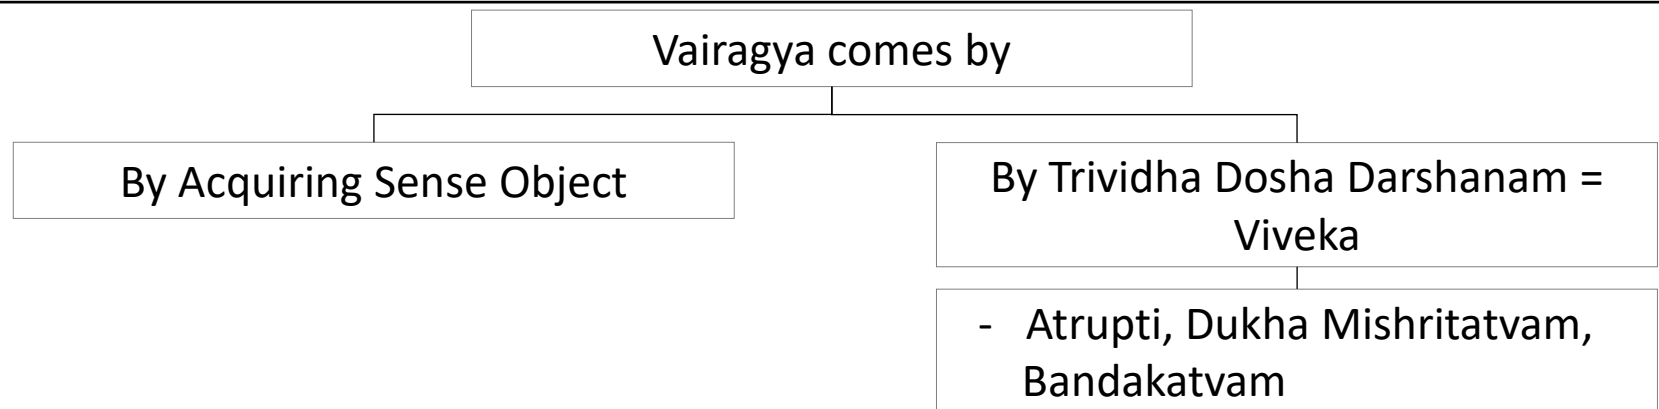 Vairagya comes by
By Acquiring Sense Object
By Trividha Dosha Darshanam =
Viveka
- Atrupti, Dukha Mishritatvam,
Bandakatvam